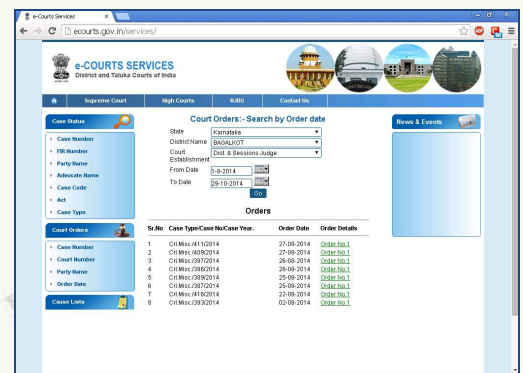 e-Courts Services
ecourts.gov.in/services/
e-COURTS SERVICES
District and Taluka Courts of India
Supreme Court
High Courts
NJDG
Contact Us
Case Status
Case Number
FIR Number
Party Name
Advocate Name
Case Code
Act
Case Type
Court Orders
Case Number
Court Number
Party Name
Order Date
Cause Lists
Court Orders:- Search by Order date
State Karnataka
District Name BAGALKOT
Court Establishment Dist. & Sessions Judge
From Date 1-8-2014
To Date 29-10-2014
Go
Orders
Sr.No Case Type/Case No/Case Year. Order Date Order Details
1 Crl.Misc./411/2014 27-08-2014 Order No.1
2 Crl.Misc./409/2014 27-08-2014 Order No.1
3 Crl.Misc./397/2014 26-08-2014 Order No.1
4 Crl.Misc./396/2014 26-08-2014 Order No.1
5 Crl.Misc./389/2014 25-08-2014 Order No.1
6 Crl.Misc./387/2014 25-08-2014 Order No.1
7 Crl.Misc./416/2014 22-08-2014 Order No.1
8 Crl.Misc./393/2014 02-08-2014 Order No.1
News & Events